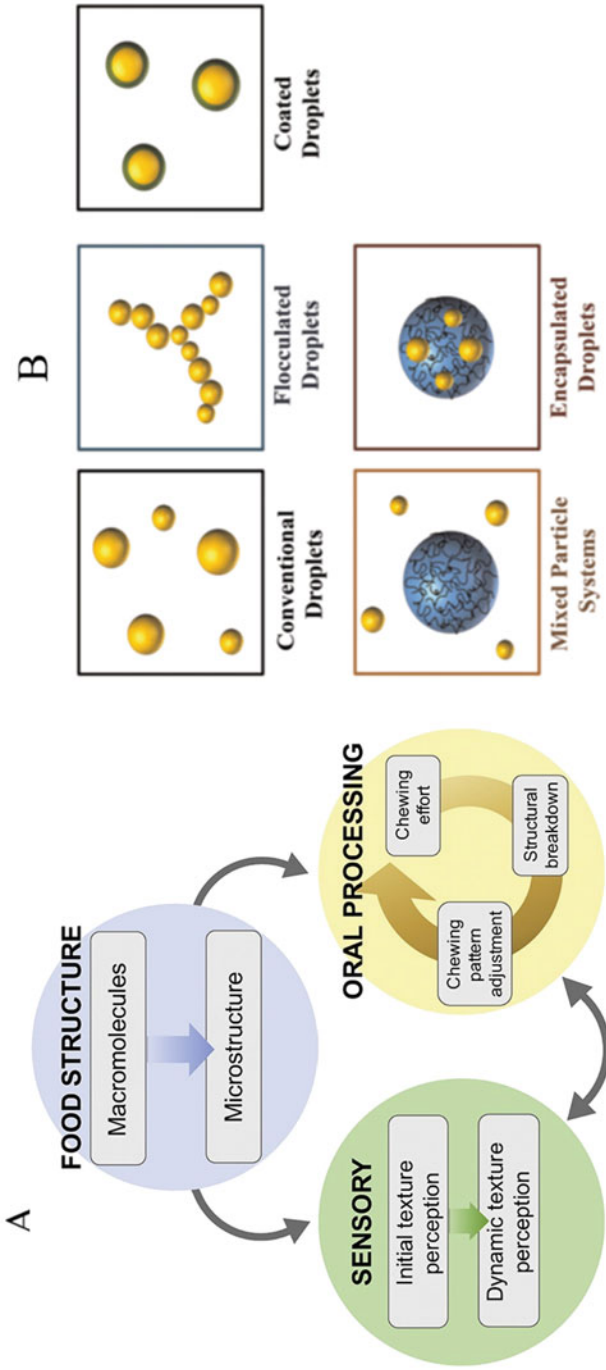 A
FOOD STRUCTURE
Macromolecules
Microstructure
SENSORY
Initial texture
perception
Dynamic texture
perception
ORAL PROCESSING
Chewing
effort
Structural
breakdown
Chewing
pattern
adjustment
B
Conventional
Droplets
Flocculated
Droplets
Coated
Droplets
Mixed Particle
Systems
Encapsulated
Droplets